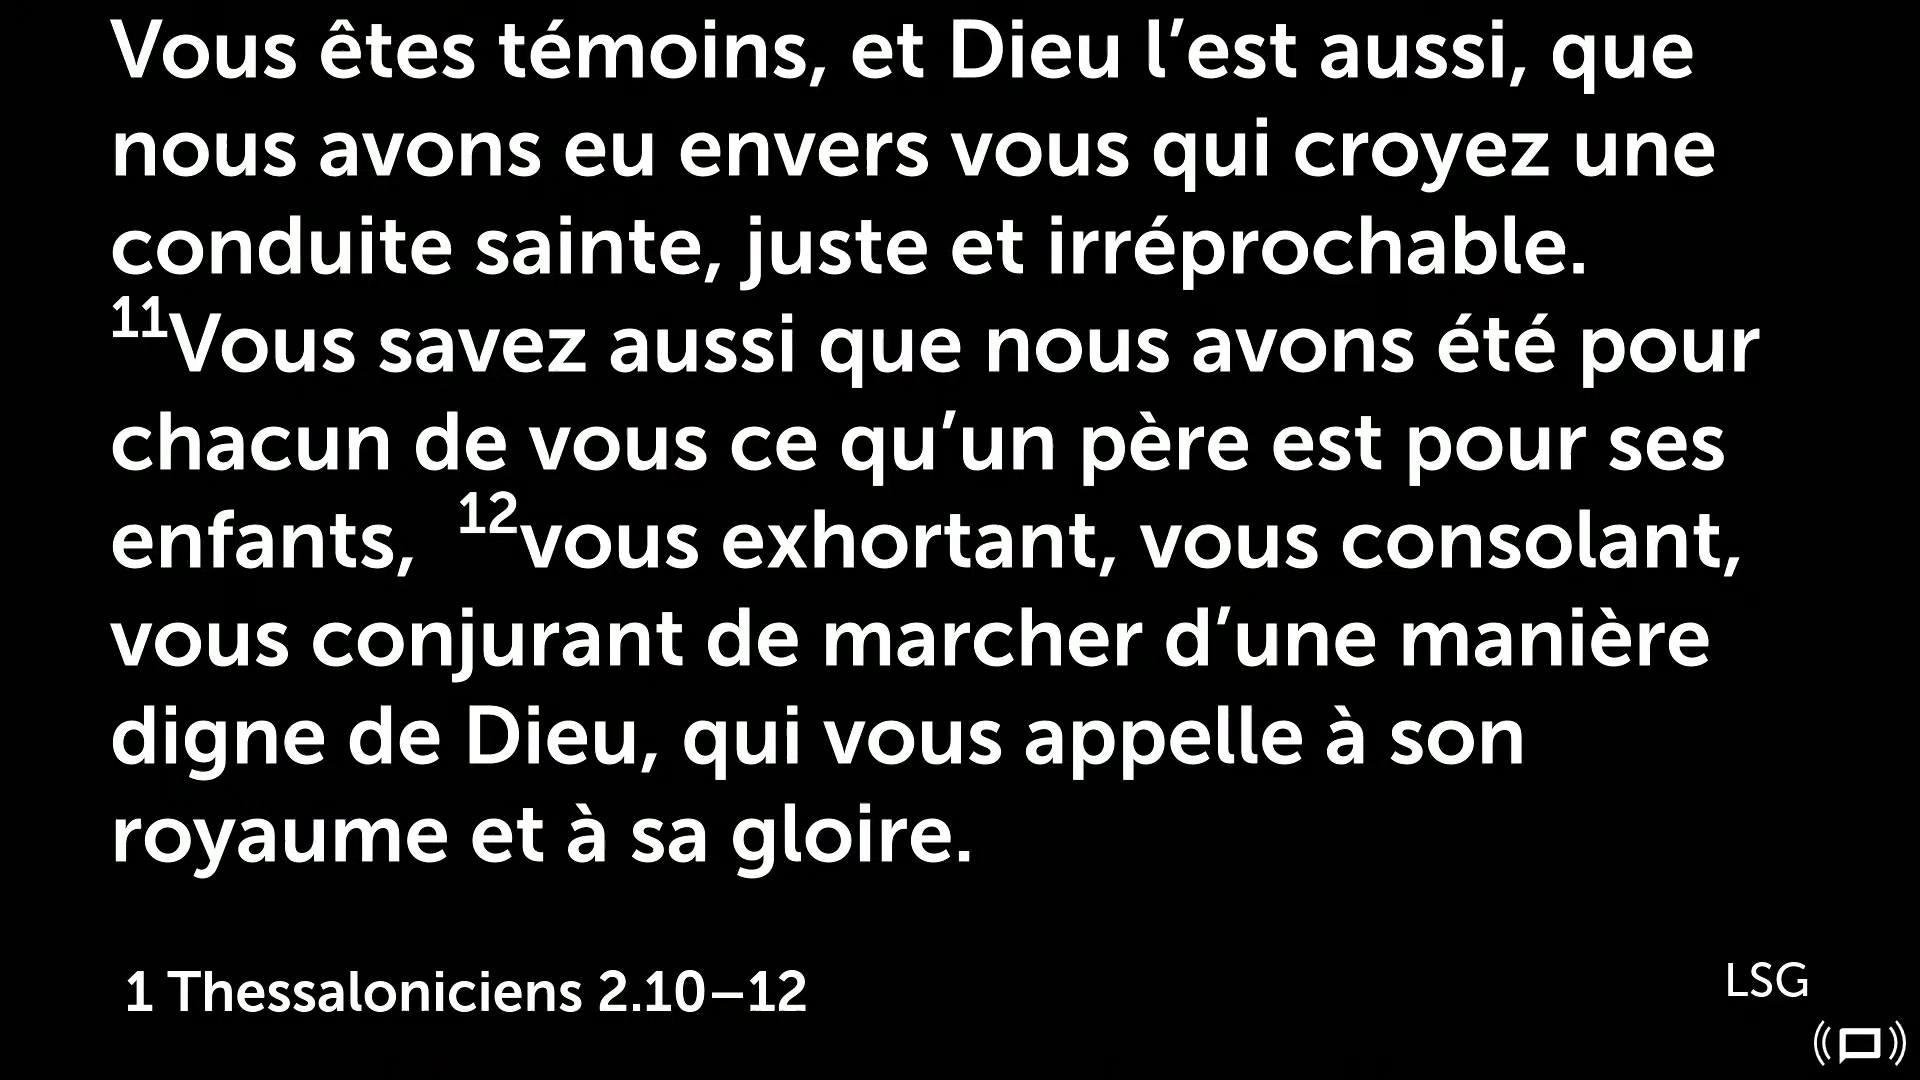 Vous êtes témoins, et Dieu l’est aussi, que
nous avons eu envers vous qui croyez une
conduite sainte, juste et irréprochable.
¹¹Vous savez aussi que nous avons été pour
chacun de vous ce qu’un père est pour ses
enfants,  ¹²vous exhortant, vous consolant,
vous conjurant de marcher d’une manière
digne de Dieu, qui vous appelle à son
royaume et à sa gloire.
1 Thessaloniciens 2.10–12
LSG